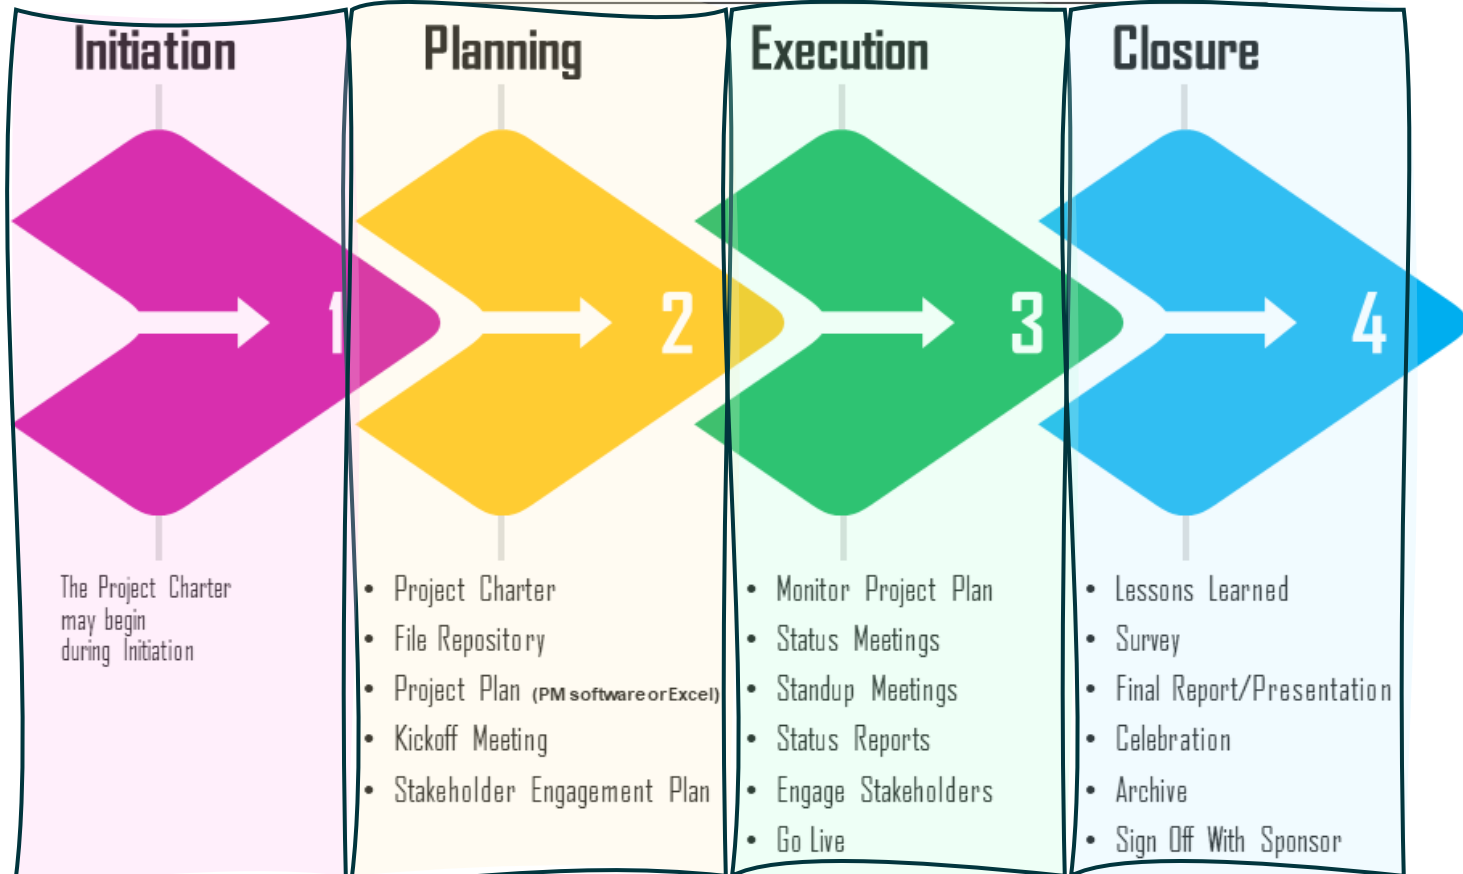 Initiation
Planning
Execution
Closure
1
2
3
4
The Project Charter
may begin
during Initiation
• Project Charter
• File Repository
• Project Plan (PM software or Excel)
• Kickoff Meeting
• Stakeholder Engagement Plan
• Monitor Project Plan
• Status Meetings
• Standup Meetings
• Status Reports
• Engage Stakeholders
• Go Live
• Lessons Learned
• Survey
• Final Report/Presentation
• Celebration
• Archive
• Sign Off With Sponsor